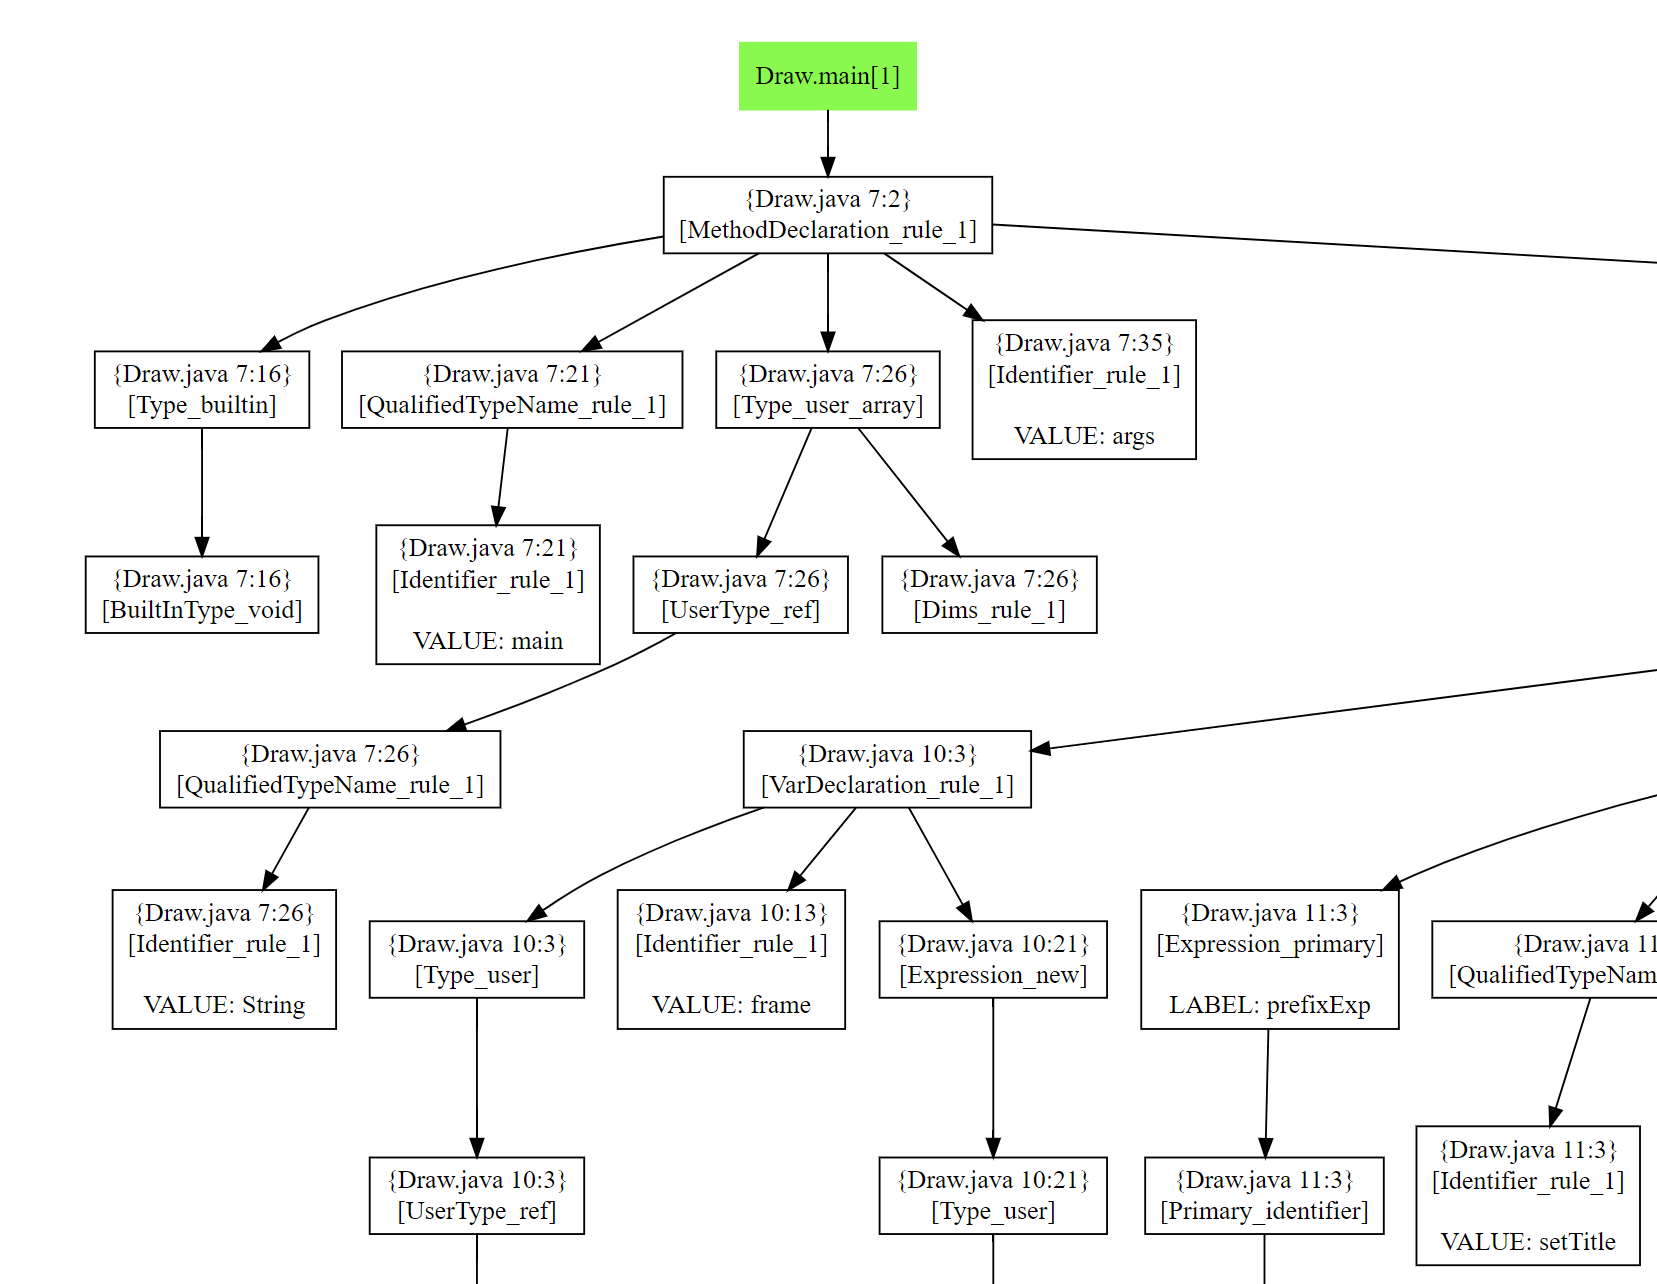 Draw.main[1]
{Draw.java 7:2}
[MethodDeclaration_rule_1]
{Draw.java 7:16}
[Type_builtin]
{Draw.java 7:21}
[QualifiedTypeName_rule_1]
{Draw.java 7:26}
[Type_user_array]
{Draw.java 7:35}
[Identifier_rule_1]
VALUE: args
{Draw.java 7:16}
[BuiltInType_void]
{Draw.java 7:21}
[Identifier_rule_1]
VALUE: main
{Draw.java 7:26}
[UserType_ref]
{Draw.java 7:26}
[Dims_rule_1]
{Draw.java 7:26}
[QualifiedTypeName_rule_1]
{Draw.java 10:3}
[VarDeclaration_rule_1]
{Draw.java 7:26}
[Identifier_rule_1]
VALUE: String
{Draw.java 10:3}
[Type_user]
{Draw.java 10:13}
[Identifier_rule_1]
VALUE: frame
{Draw.java 10:21}
[Expression_new]
{Draw.java 11:3}
[Expression_primary]
LABEL: prefixExp
{Draw.java 11
[QualifiedTypeNam
{Draw.java 10:3}
[UserType_ref]
{Draw.java 10:21}
[Type_user]
{Draw.java 11:3}
[Primary_identifier]
{Draw.java 11:3}
[Identifier_rule_1]
VALUE: setTitle